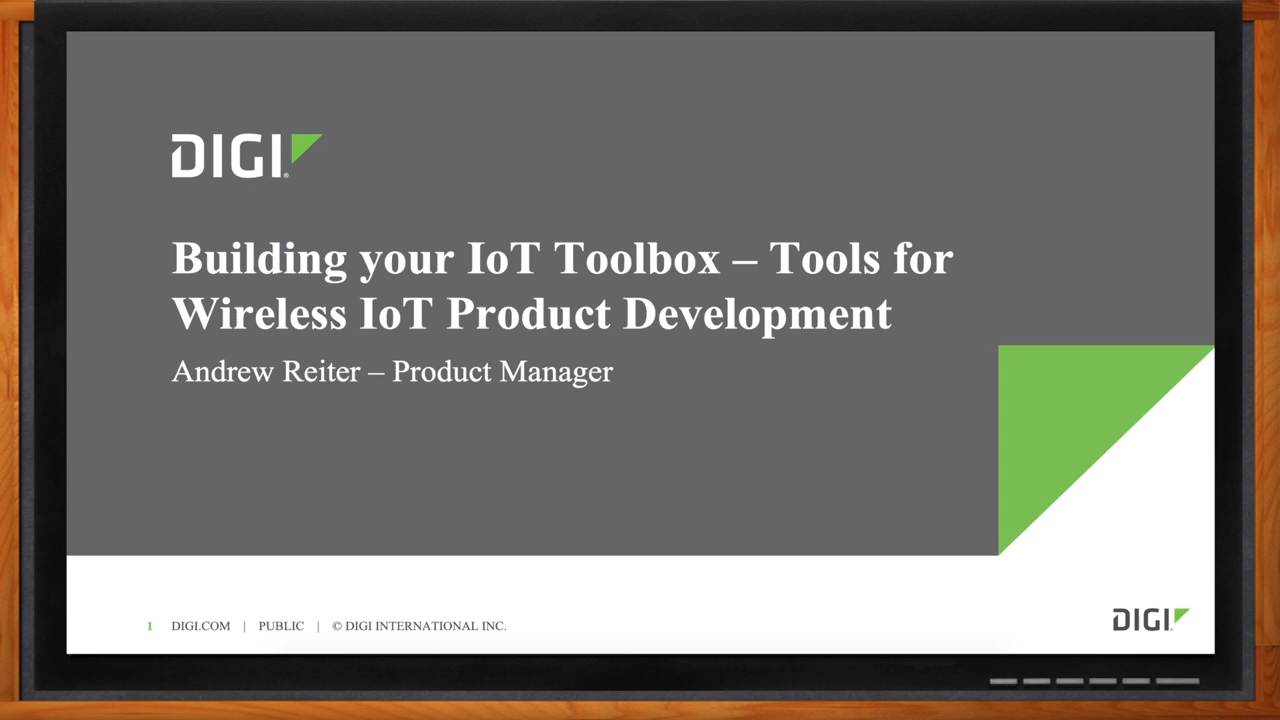 DIGI®
Building your IoT Toolbox – Tools for
Wireless IoT Product Development
Andrew Reiter – Product Manager
1 DIGI.COM | PUBLIC | © DIGI INTERNATIONAL INC.
DIGI